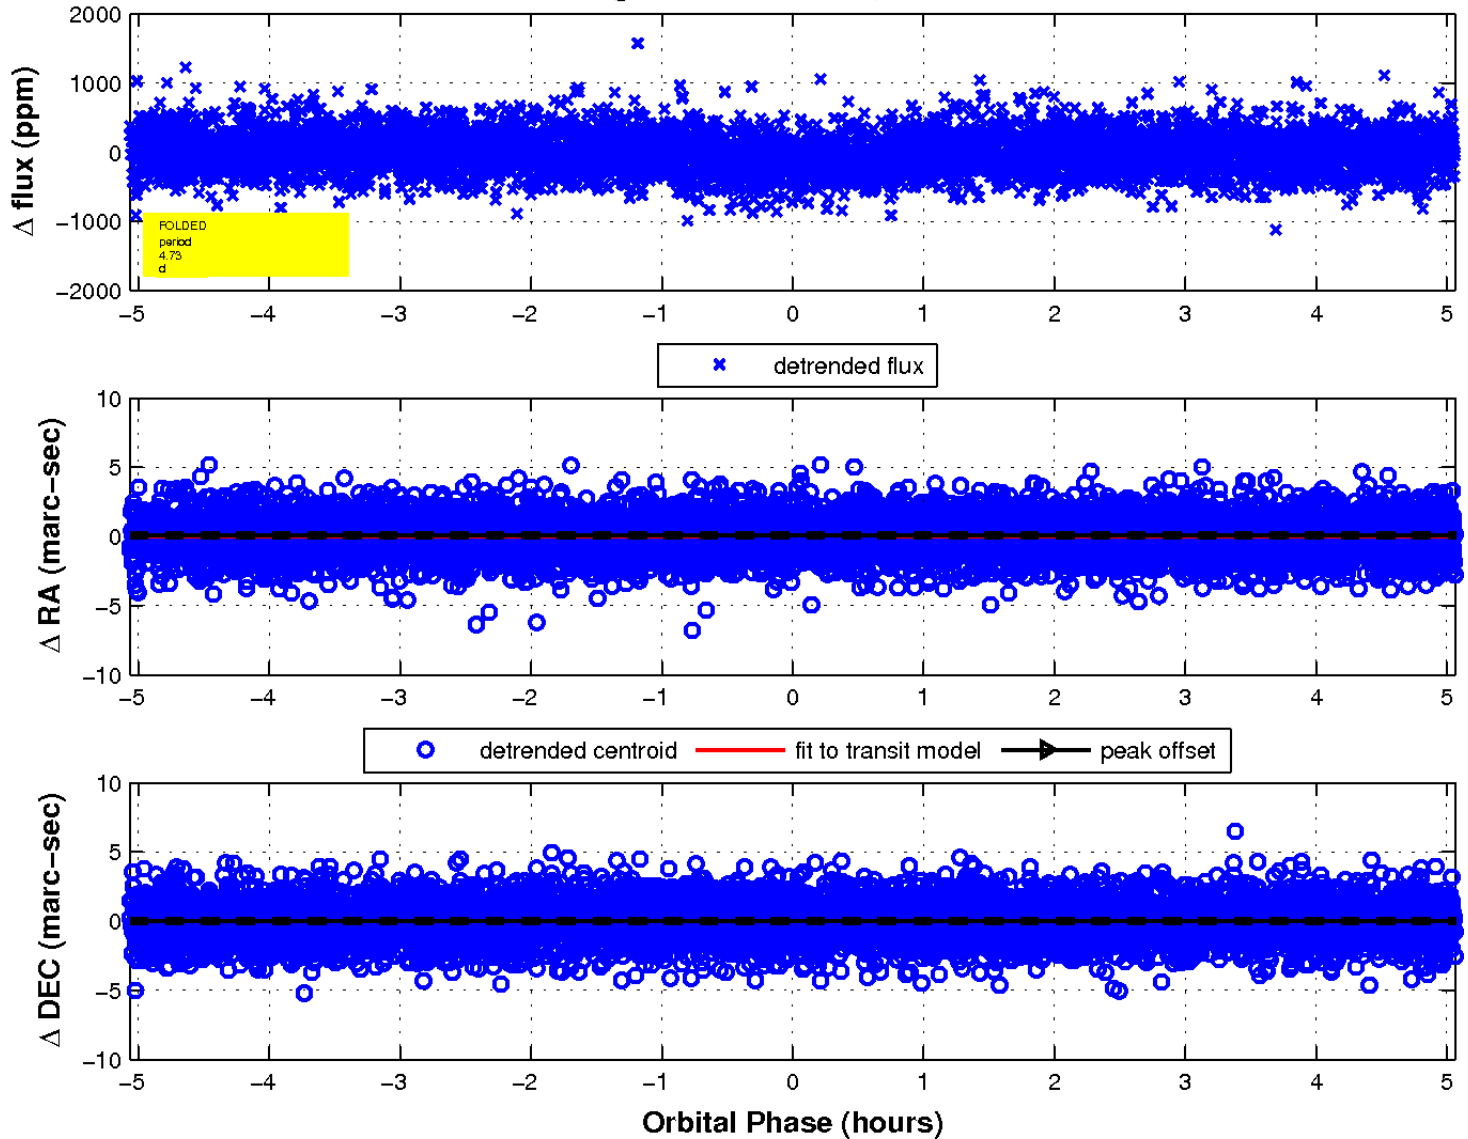 2000
1000
0
−1000
−2000
Δ flux (ppm)
FOLDED
period
4.73
d
−5 −4 −3 −2 −1 0 1 2 3 4 5
detrended flux
10
5
0
−5
−10
Δ RA (marc−sec)
−5 −4 −3 −2 −1 0 1 2 3 4 5
detrended centroid fit to transit model peak offset
10
5
0
−5
−10
Δ DEC (marc−sec)
−5 −4 −3 −2 −1 0 1 2 3 4 5
Orbital Phase (hours)